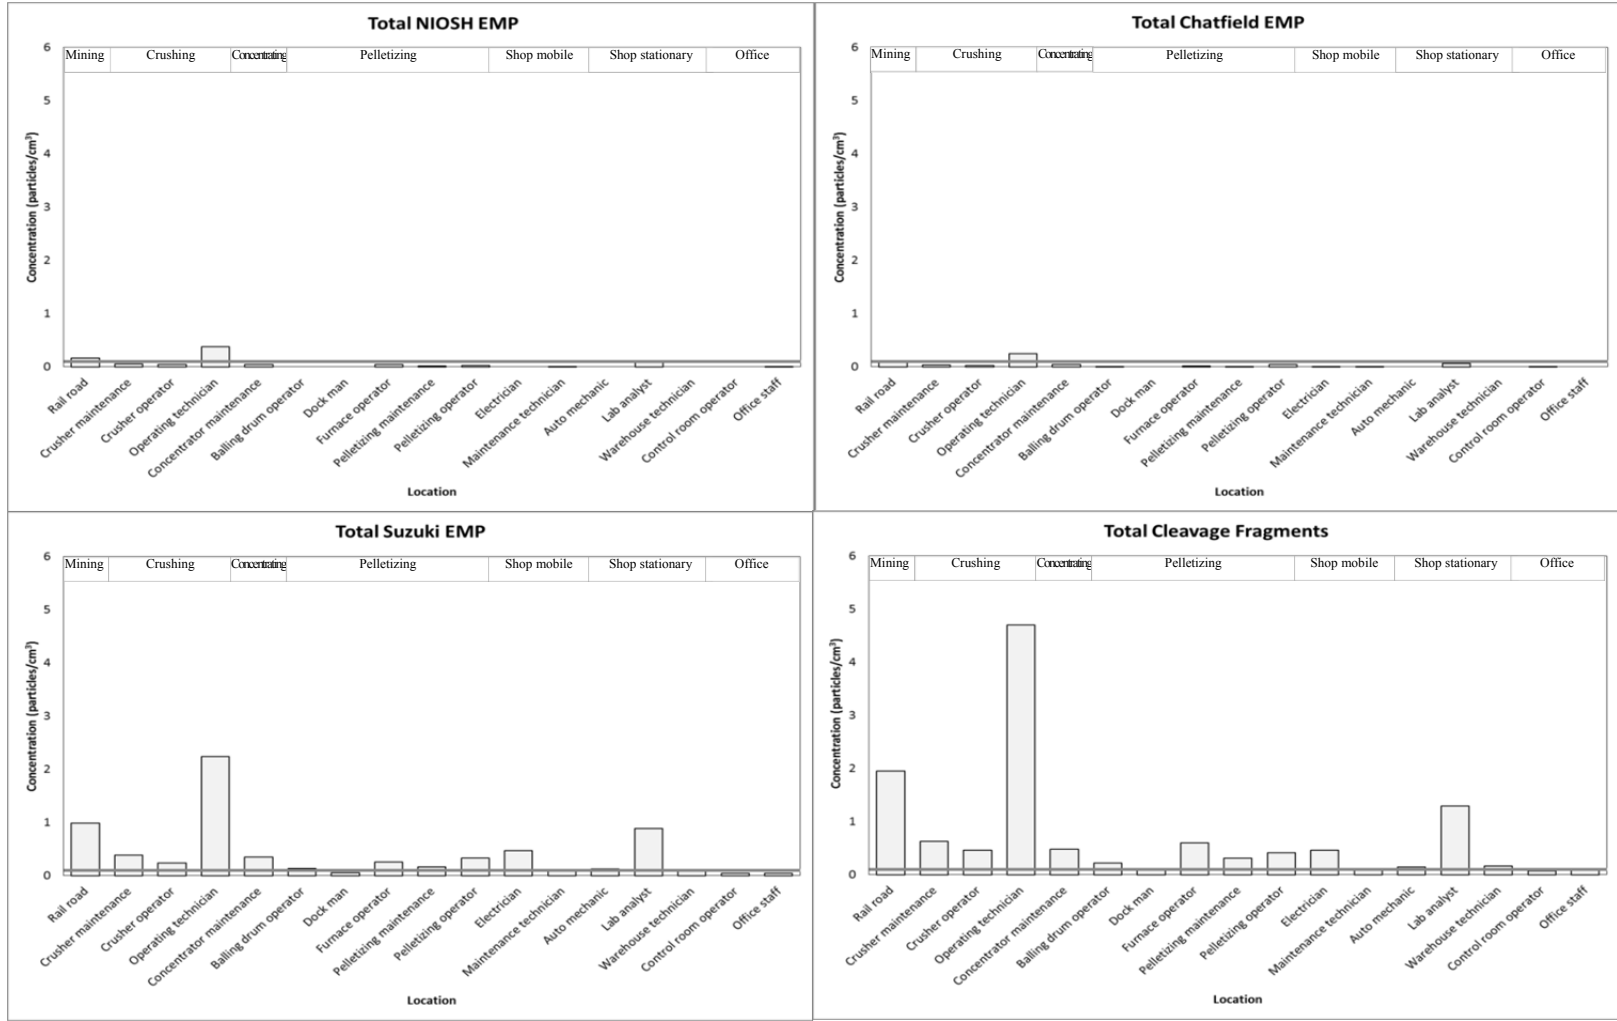 Total NIOSH EMP
Mining Crushing Concentrating Pelletizing Shop mobile Shop stationary Office
6
5
4
3
2
1
0
Concentration (particles/cm³)
Rail road
Crusher maintenance
Crusher operator
Operating technician
Concentrator maintenance
Balling drum operator
Dock man
Furnace operator
Pelletizing maintenance
Pelletizing operator
Electrician
Maintenance technician
Auto mechanic
Lab analyst
Warehouse technician
Control room operator
Office staff
Location
Total Chatfield EMP
Mining Crushing Concentrating Pelletizing Shop mobile Shop stationary Office
6
5
4
3
2
1
0
Concentration (particles/cm³)
Rail road
Crusher maintenance
Crusher operator
Operating technician
Concentrator maintenance
Balling drum operator
Dock man
Furnace operator
Pelletizing maintenance
Pelletizing operator
Electrician
Maintenance technician
Auto mechanic
Lab analyst
Warehouse technician
Control room operator
Office staff
Location
Total Suzuki EMP
Mining Crushing Concentrating Pelletizing Shop mobile Shop stationary Office
6
5
4
3
2
1
0
Concentration (particles/cm³)
Rail road
Crusher maintenance
Crusher operator
Operating technician
Concentrator maintenance
Balling drum operator
Dock man
Furnace operator
Pelletizing maintenance
Pelletizing operator
Electrician
Maintenance technician
Auto mechanic
Lab analyst
Warehouse technician
Control room operator
Office staff
Location
Total Cleavage Fragments
Mining Crushing Concentrating Pelletizing Shop mobile Shop stationary Office
6
5
4
3
2
1
0
Concentration (particles/cm³)
Rail road
Crusher maintenance
Crusher operator
Operating technician
Concentrator maintenance
Balling drum operator
Dock man
Furnace operator
Pelletizing maintenance
Pelletizing operator
Electrician
Maintenance technician
Auto mechanic
Lab analyst
Warehouse technician
Control room operator
Office staff
Location